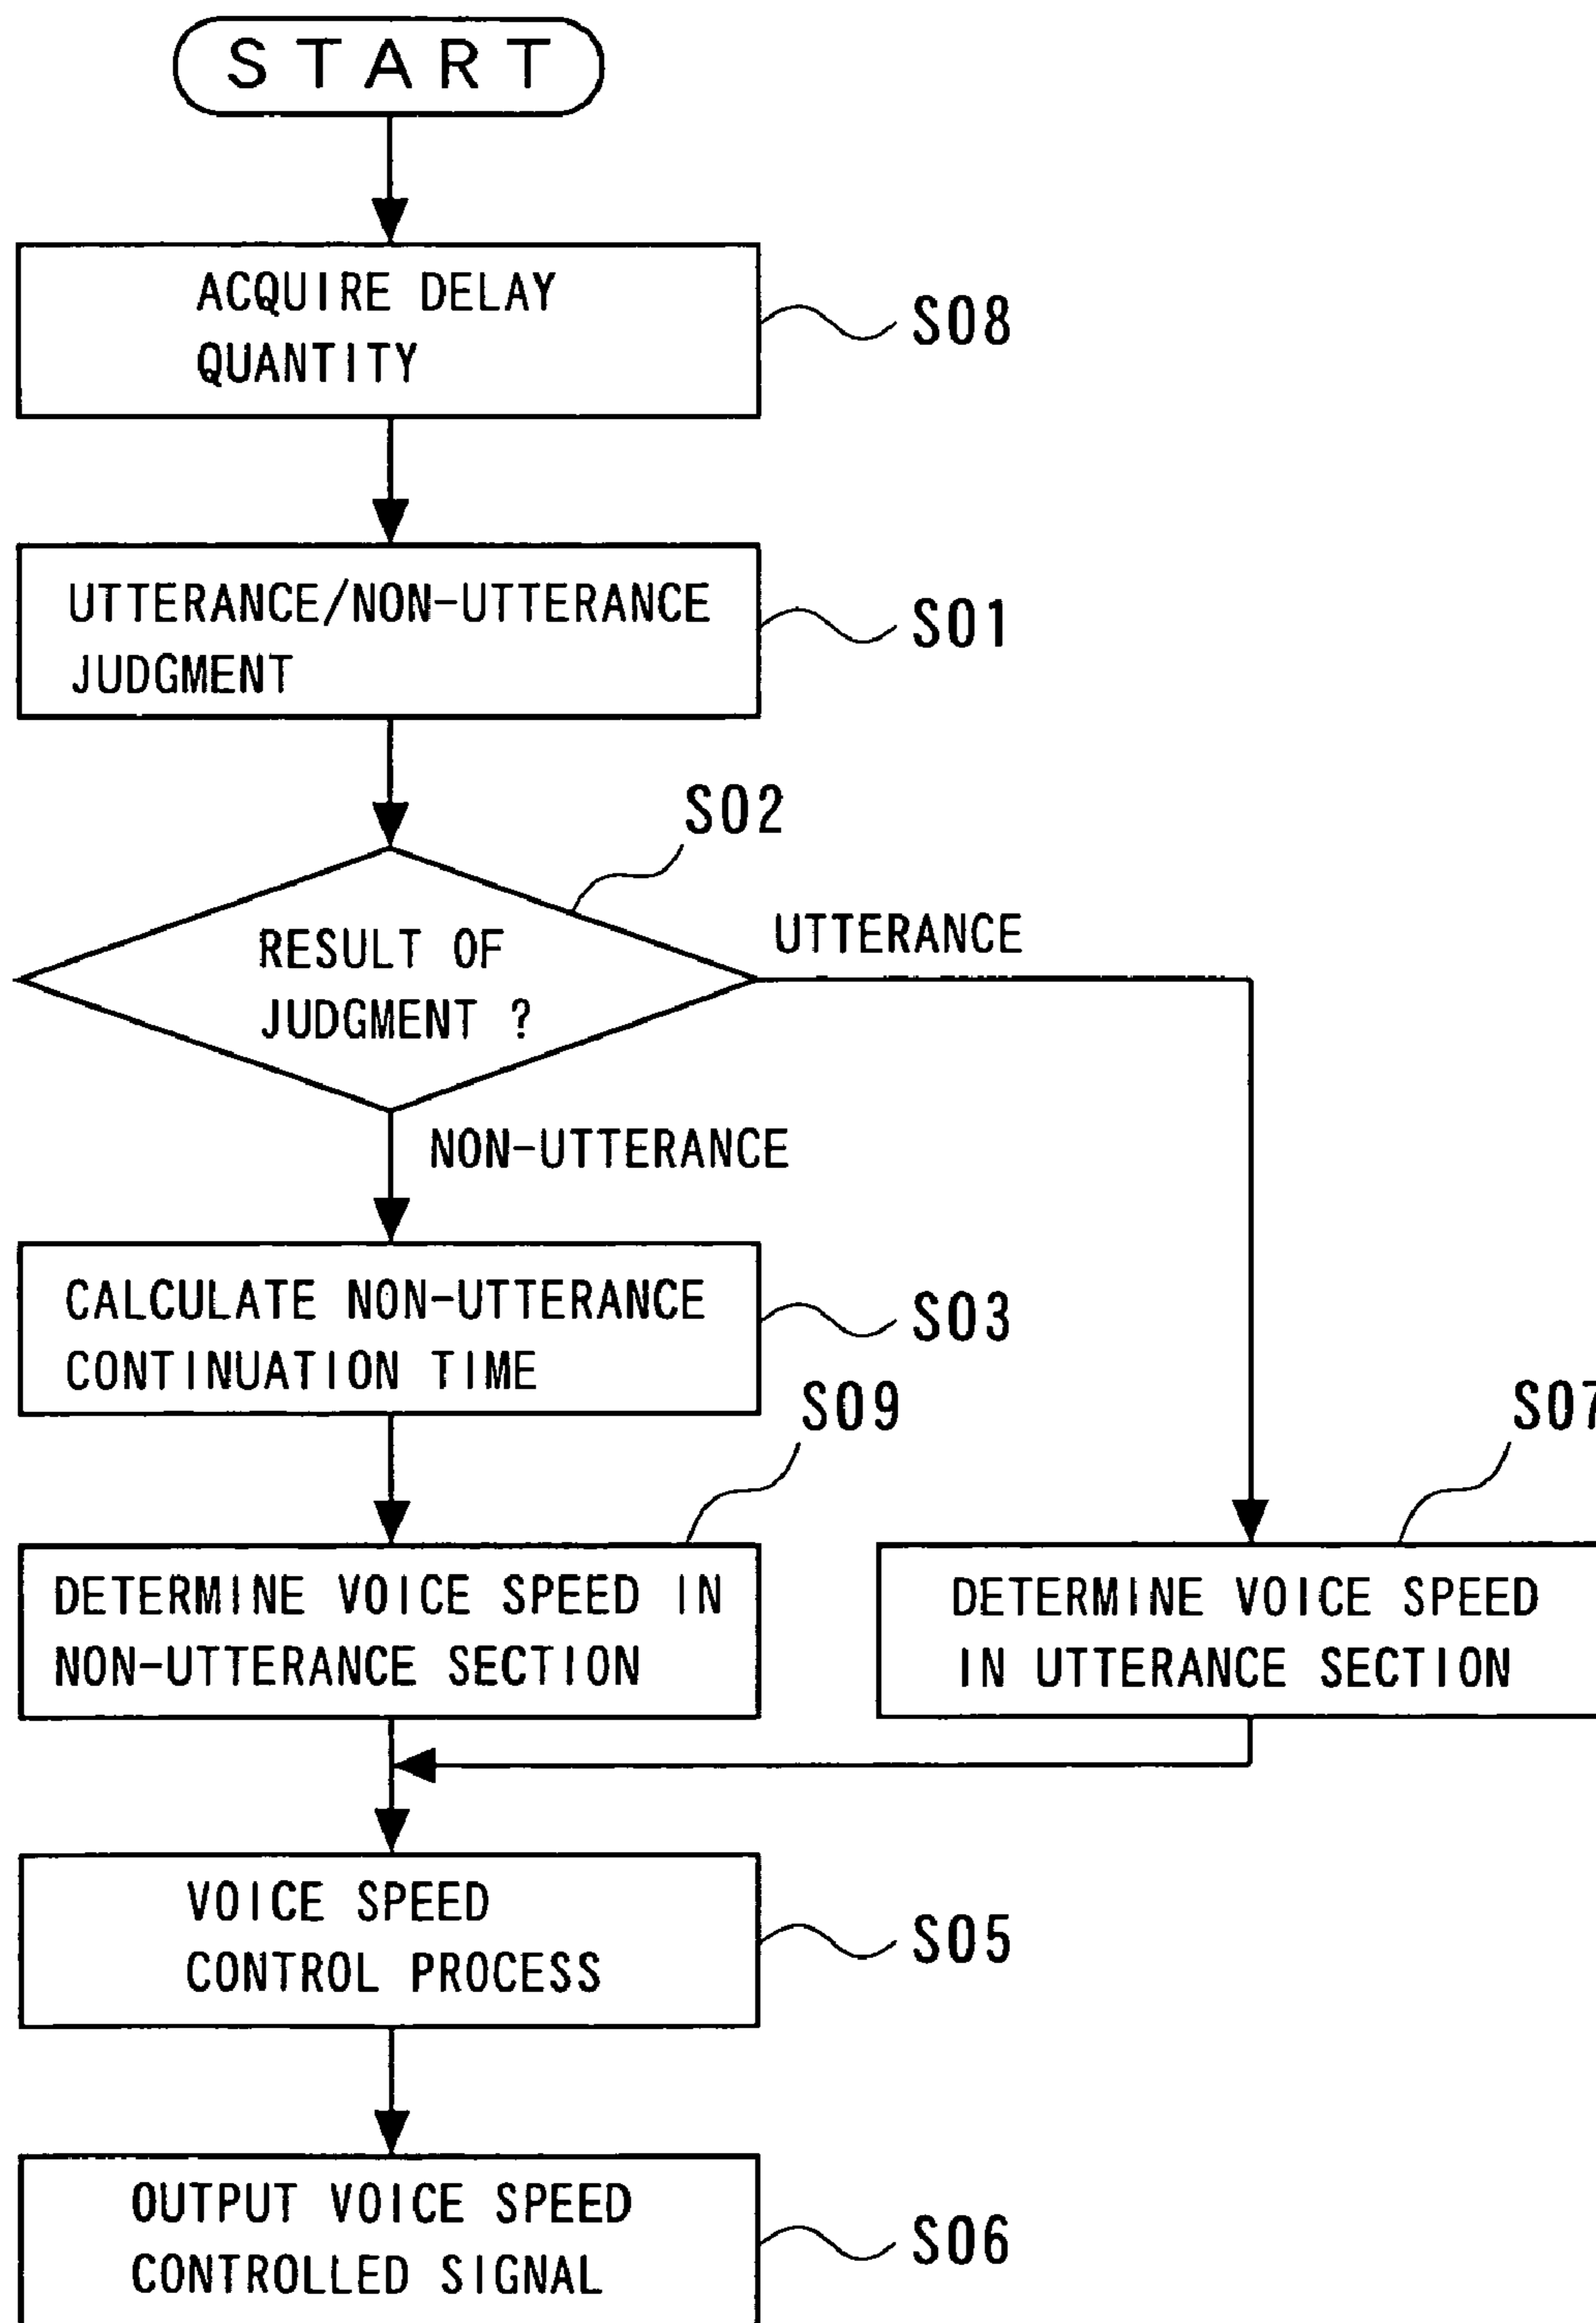 START
ACQUIRE DELAY
QUANTITY
S08
UTTERANCE/NON-UTTERANCE
JUDGMENT
S01
S02
RESULT OF
JUDGMENT ?
UTTERANCE
NON-UTTERANCE
CALCULATE NON-UTTERANCE
CONTINUATION TIME
S03
S09
S07
DETERMINE VOICE SPEED IN
NON-UTTERANCE SECTION
DETERMINE VOICE SPEED
IN UTTERANCE SECTION
VOICE SPEED
CONTROL PROCESS
S05
OUTPUT VOICE SPEED
CONTROLLED SIGNAL
S06